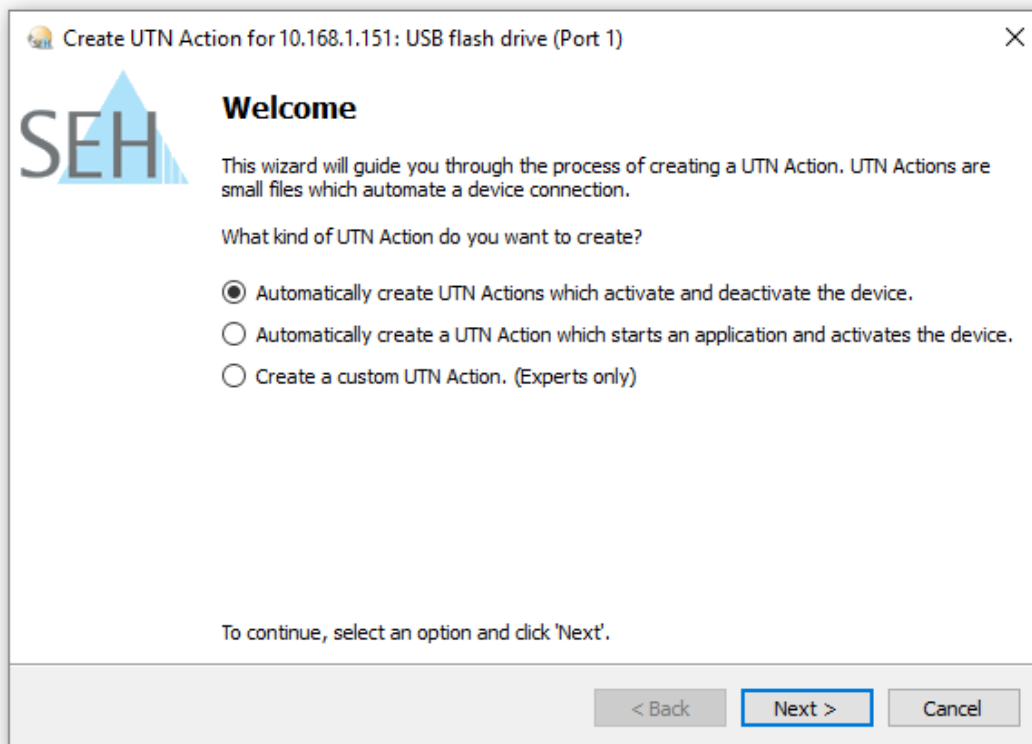 SEH
Create UTN Action for 10.168.1.151: USB flash drive (Port 1)
SEH
Welcome
This wizard will guide you through the process of creating a UTN Action. UTN Actions are
small files which automate a device connection.
What kind of UTN Action do you want to create?
Automatically create UTN Actions which activate and deactivate the device.
Automatically create a UTN Action which starts an application and activates the device.
Create a custom UTN Action. (Experts only)
To continue, select an option and click 'Next'.
< Back
Next >
Cancel